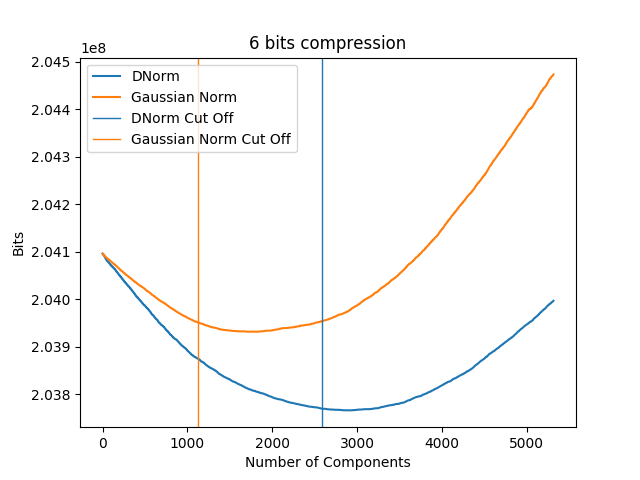 6 bits compression
1e8
2.045
2.044
2.043
2.042
2.041
2.040
2.039
2.038
Bits
DNorm
Gaussian Norm
DNorm Cut Off
Gaussian Norm Cut Off
0 1000 2000 3000 4000 5000
Number of Components